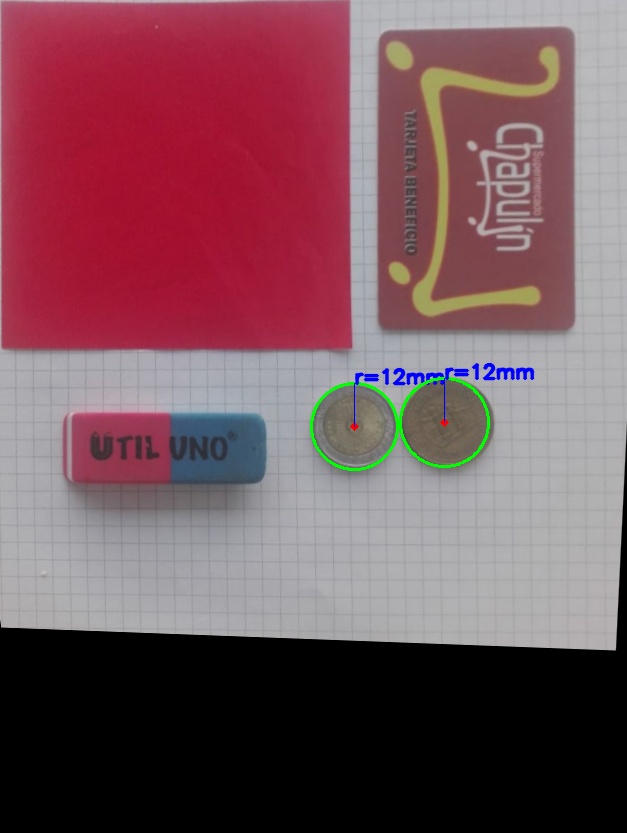 Supermercado
Chapulín
TARJETA BENEFICIO
r=12mm
r=12mm
UTIL UNO®